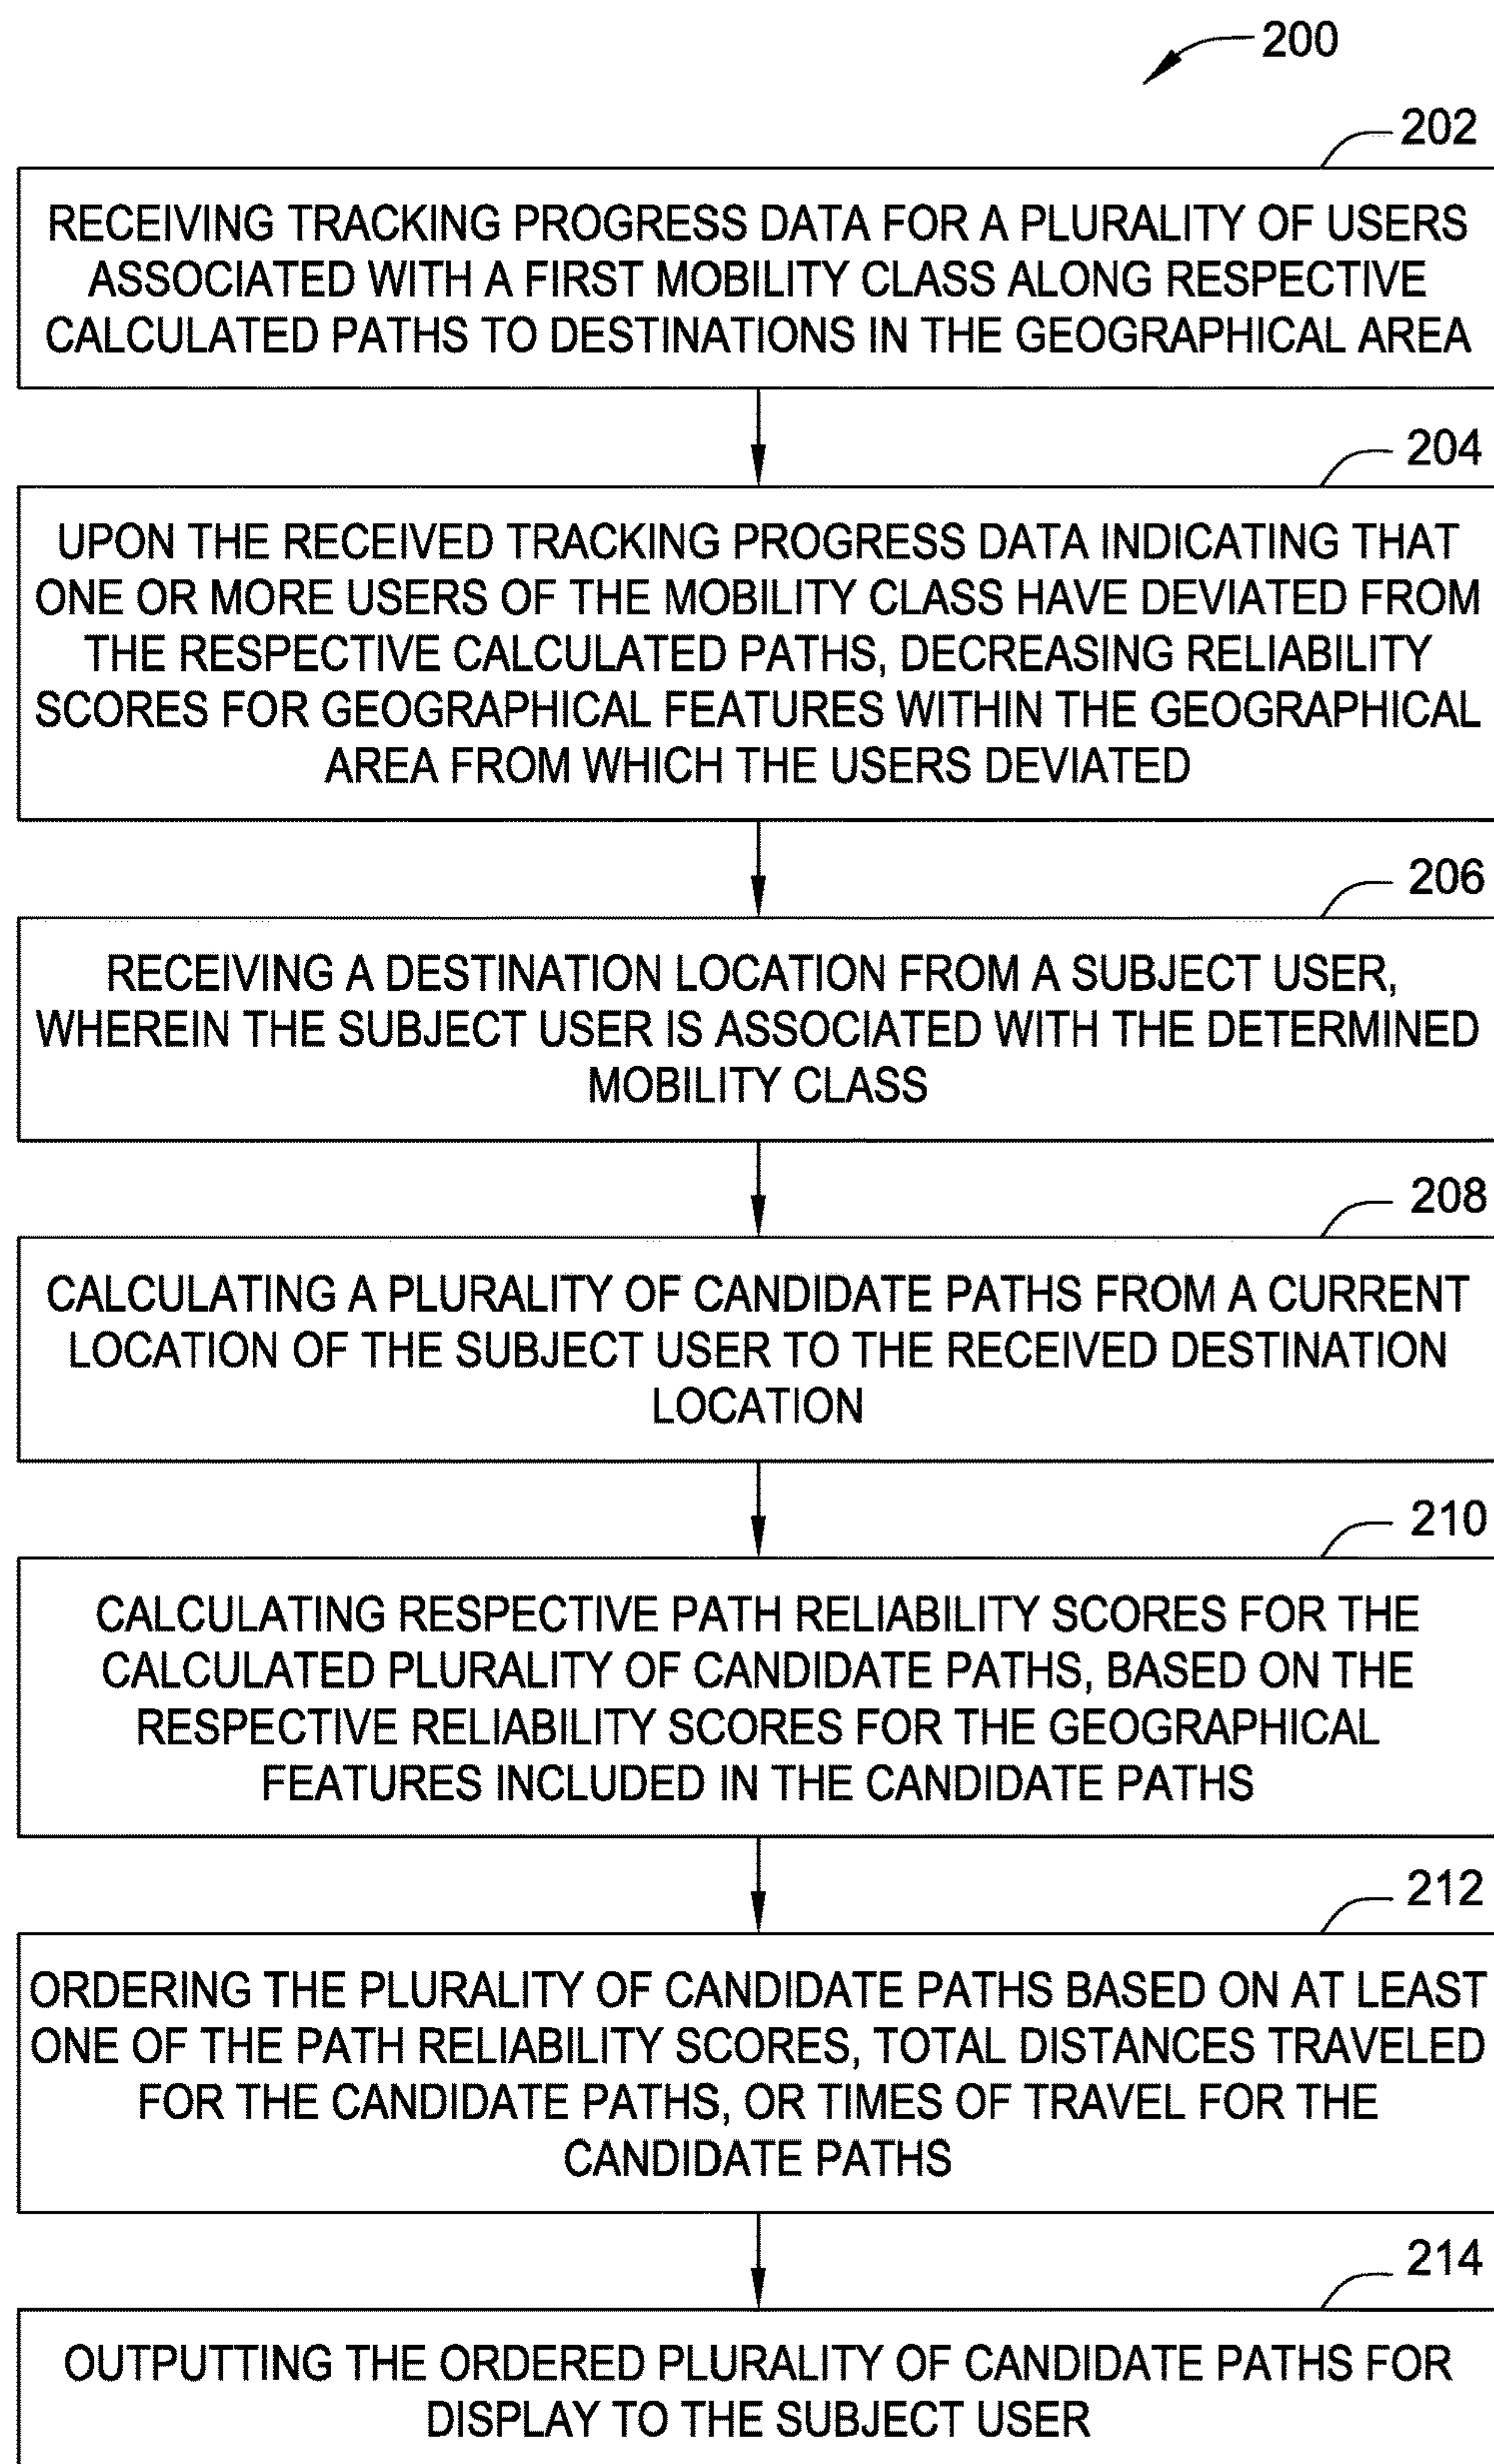 200
202
RECEIVING TRACKING PROGRESS DATA FOR A PLURALITY OF USERS
ASSOCIATED WITH A FIRST MOBILITY CLASS ALONG RESPECTIVE
CALCULATED PATHS TO DESTINATIONS IN THE GEOGRAPHICAL AREA
204
UPON THE RECEIVED TRACKING PROGRESS DATA INDICATING THAT
ONE OR MORE USERS OF THE MOBILITY CLASS HAVE DEVIATED FROM
THE RESPECTIVE CALCULATED PATHS, DECREASING RELIABILITY
SCORES FOR GEOGRAPHICAL FEATURES WITHIN THE GEOGRAPHICAL
AREA FROM WHICH THE USERS DEVIATED
206
RECEIVING A DESTINATION LOCATION FROM A SUBJECT USER,
WHEREIN THE SUBJECT USER IS ASSOCIATED WITH THE DETERMINED
MOBILITY CLASS
208
CALCULATING A PLURALITY OF CANDIDATE PATHS FROM A CURRENT
LOCATION OF THE SUBJECT USER TO THE RECEIVED DESTINATION
LOCATION
210
CALCULATING RESPECTIVE PATH RELIABILITY SCORES FOR THE
CALCULATED PLURALITY OF CANDIDATE PATHS, BASED ON THE
RESPECTIVE RELIABILITY SCORES FOR THE GEOGRAPHICAL
FEATURES INCLUDED IN THE CANDIDATE PATHS
212
ORDERING THE PLURALITY OF CANDIDATE PATHS BASED ON AT LEAST
ONE OF THE PATH RELIABILITY SCORES, TOTAL DISTANCES TRAVELED
FOR THE CANDIDATE PATHS, OR TIMES OF TRAVEL FOR THE
CANDIDATE PATHS
214
OUTPUTTING THE ORDERED PLURALITY OF CANDIDATE PATHS FOR
DISPLAY TO THE SUBJECT USER